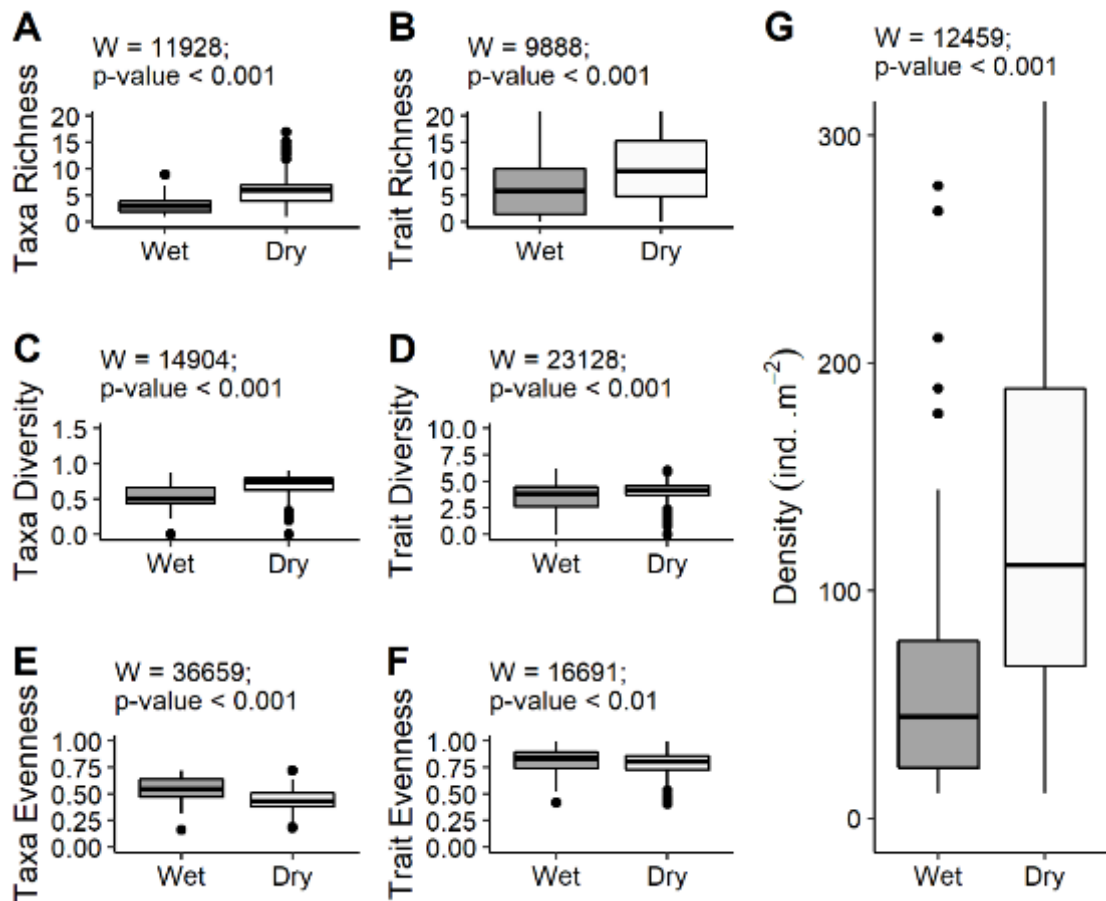 A
W = 11928;
p-value < 0.001
Taxa Richness
20
15
10
5
0
Wet
Dry
B
W = 9888;
p-value < 0.001
Trait Richness
20
15
10
5
0
Wet
Dry
C
W = 14904;
p-value < 0.001
Taxa Diversity
1.5
1.0
0.5
0.0
Wet
Dry
D
W = 23128;
p-value < 0.001
Trait Diversity
10.0
7.5
5.0
2.5
0.0
Wet
Dry
E
W = 36659;
p-value < 0.001
Taxa Evenness
1.00
0.75
0.50
0.25
0.00
Wet
Dry
F
W = 16691;
p-value < 0.01
Trait Evenness
1.00
0.75
0.50
0.25
0.00
Wet
Dry
G
W = 12459;
p-value < 0.001
Density (ind. .m⁻²)
300
200
100
0
Wet
Dry